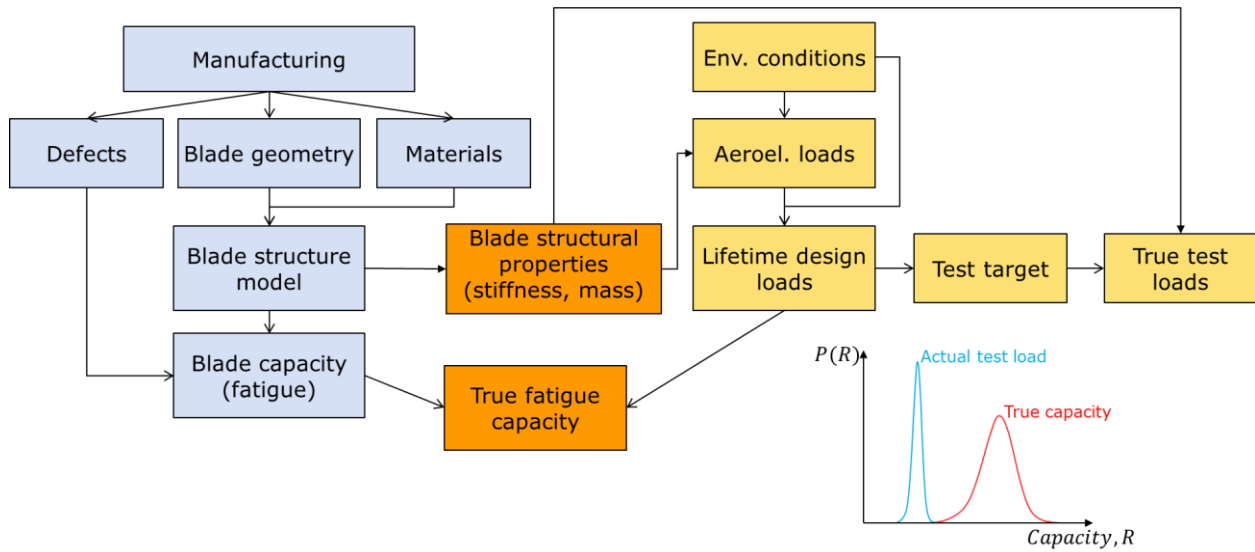 Manufacturing
Env. conditions
Defects
Blade geometry
Materials
Aeroel. loads
Blade structure
model
Blade structural
properties
(stiffness, mass)
Lifetime design
loads
Test target
True test
loads
Blade capacity
(fatigue)
True fatigue
capacity
P(R)
Actual test load
True capacity
Capacity, R